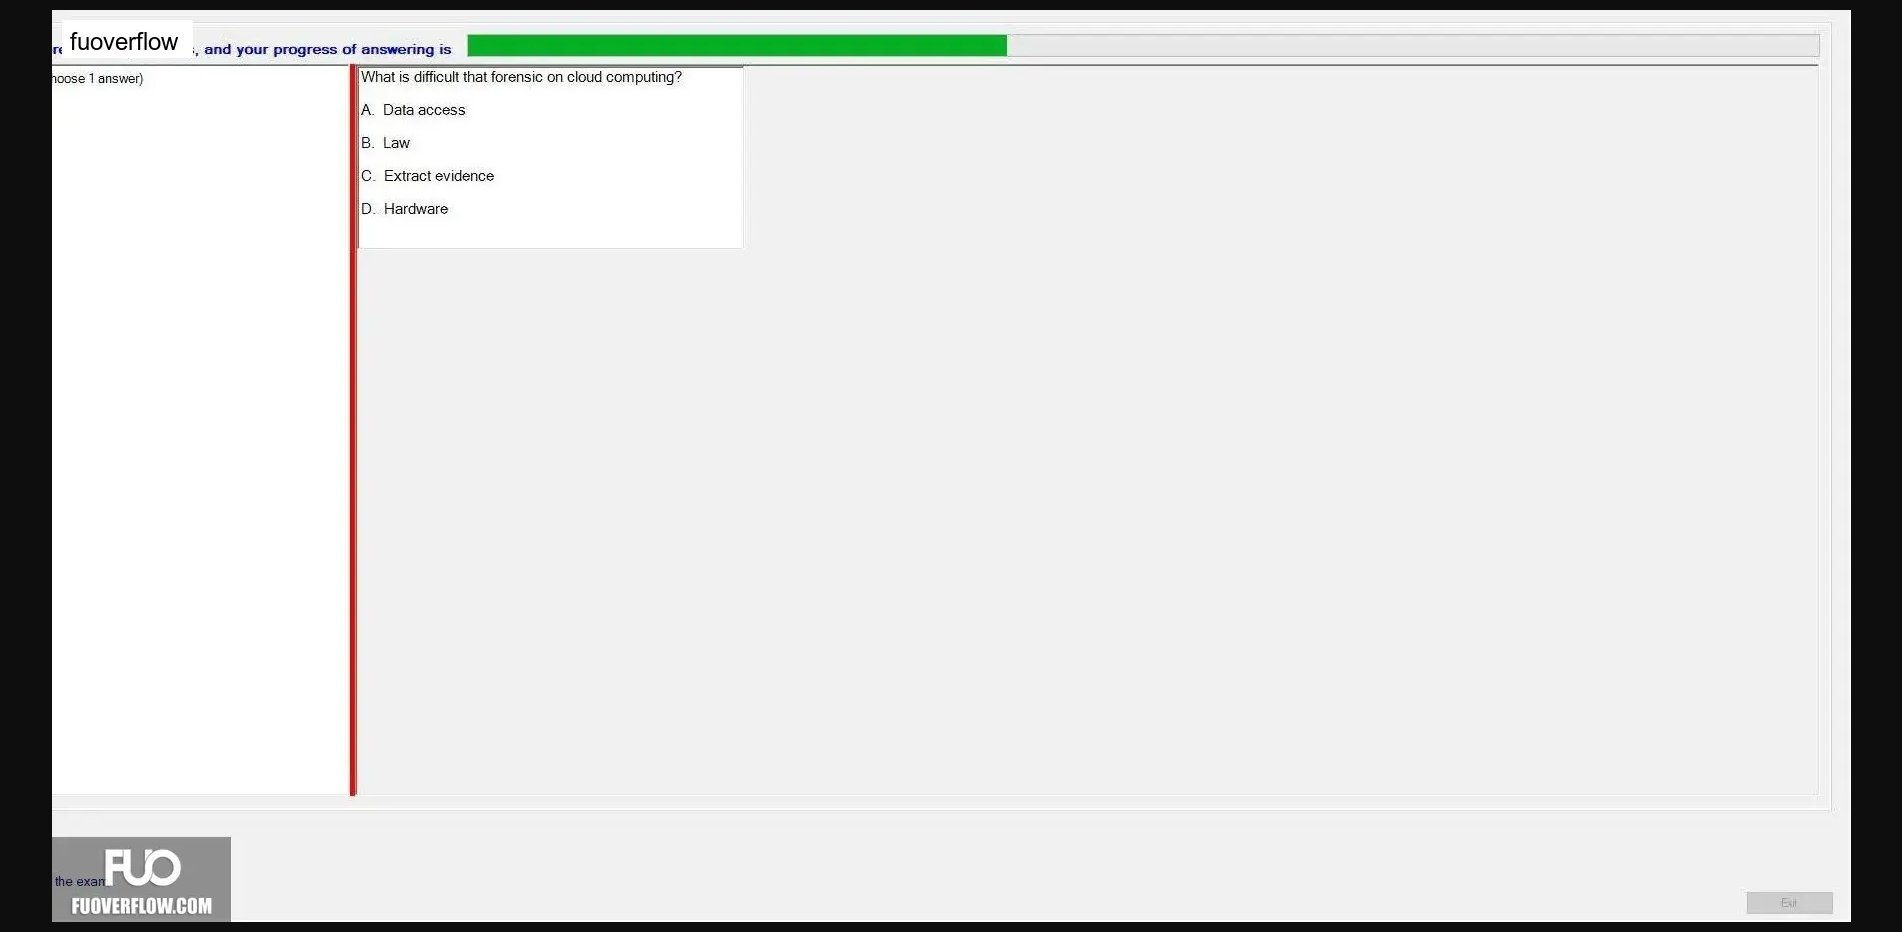 fuoverflow
, and your progress of answering is
hoose 1 answer)
What is difficult that forensic on cloud computing?
A. Data access
B. Law
C. Extract evidence
D. Hardware
FUO
the exam
FUOVERFLOW.COM
Exit